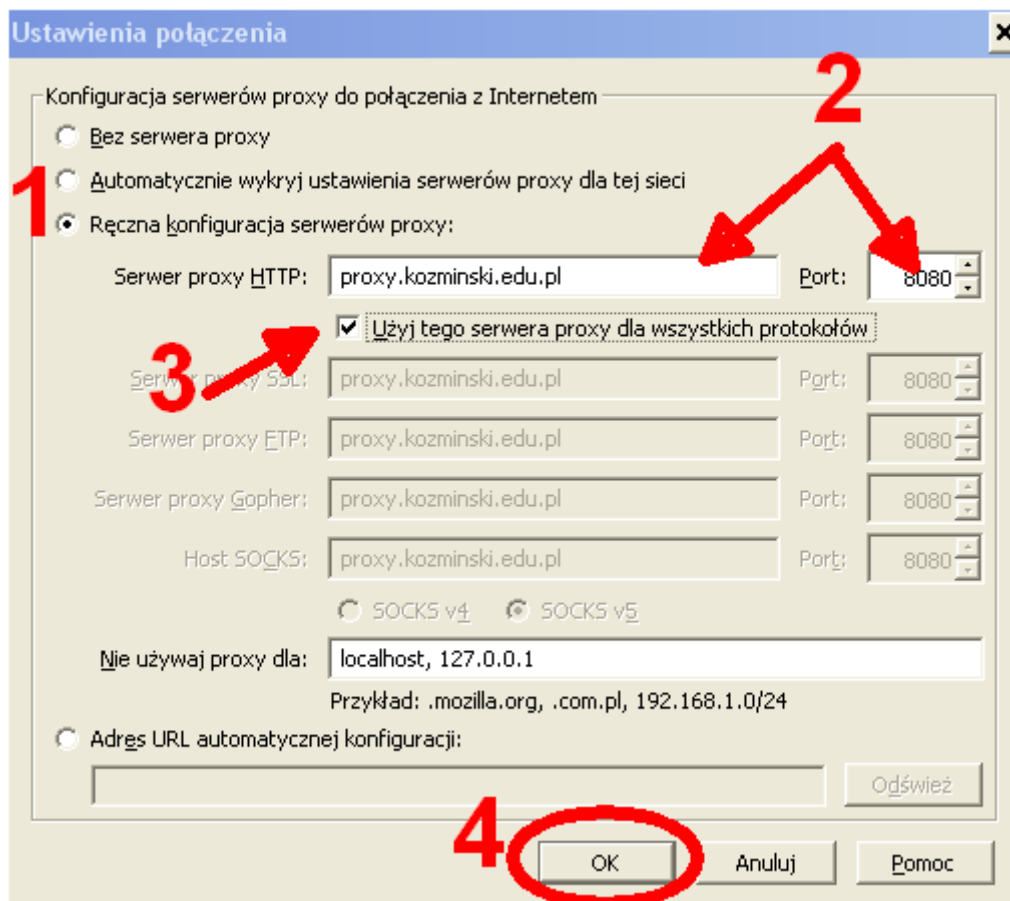 Ustawienia połączenia
2
Konfiguracja serwerów proxy do połączenia z Internetem
Bez serwera proxy
1
Automatycznie wykryj ustawienia serwerów proxy dla tej sieci
Ręczna konfiguracja serwerów proxy:
Serwer proxy HTTP: proxy.kozminski.edu.pl Port: 8080
Użyj tego serwera proxy dla wszystkich protokołów
3
Serwer proxy SSL: proxy.kozminski.edu.pl Port: 8080
Serwer proxy FTP: proxy.kozminski.edu.pl Port: 8080
Serwer proxy Gopher: proxy.kozminski.edu.pl Port: 8080
Host SOCKS: proxy.kozminski.edu.pl Port: 8080
SOCKS v4 SOCKS v5
Nie używaj proxy dla: localhost, 127.0.0.1
Przykład: .mozilla.org, .com.pl, 192.168.1.0/24
Adres URL automatycznej konfiguracji:
Odśwież
4
OK Anuluj Pomoc